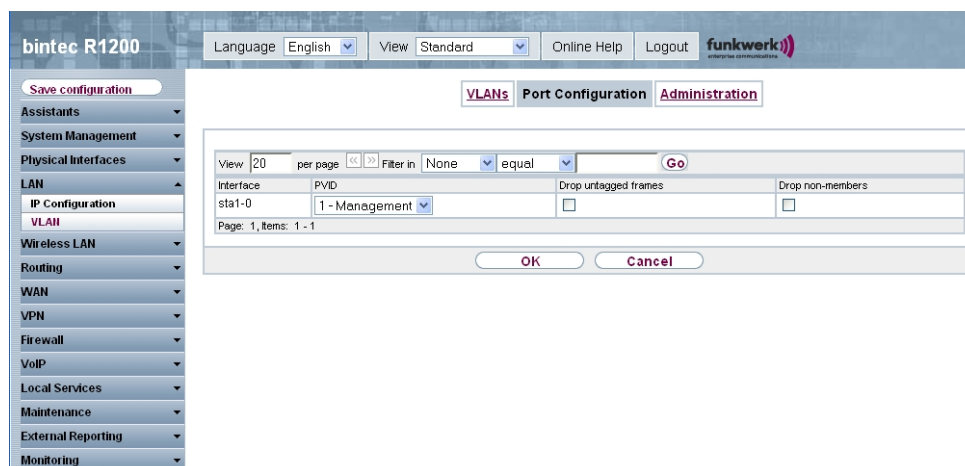 bintec R1200
Language English View Standard Online Help Logout funkwerk
enterprise communications
Save configuration
Assistants
System Management
Physical Interfaces
LAN
IP Configuration
VLAN
Wireless LAN
Routing
WAN
VPN
Firewall
VoIP
Local Services
Maintenance
External Reporting
Monitoring
VLANs Port Configuration Administration
View 20 per page << >> Filter in None equal Go
Interface PVID Drop untagged frames Drop non-members
sta1-0 1 - Management
Page: 1, Items: 1 - 1
OK Cancel